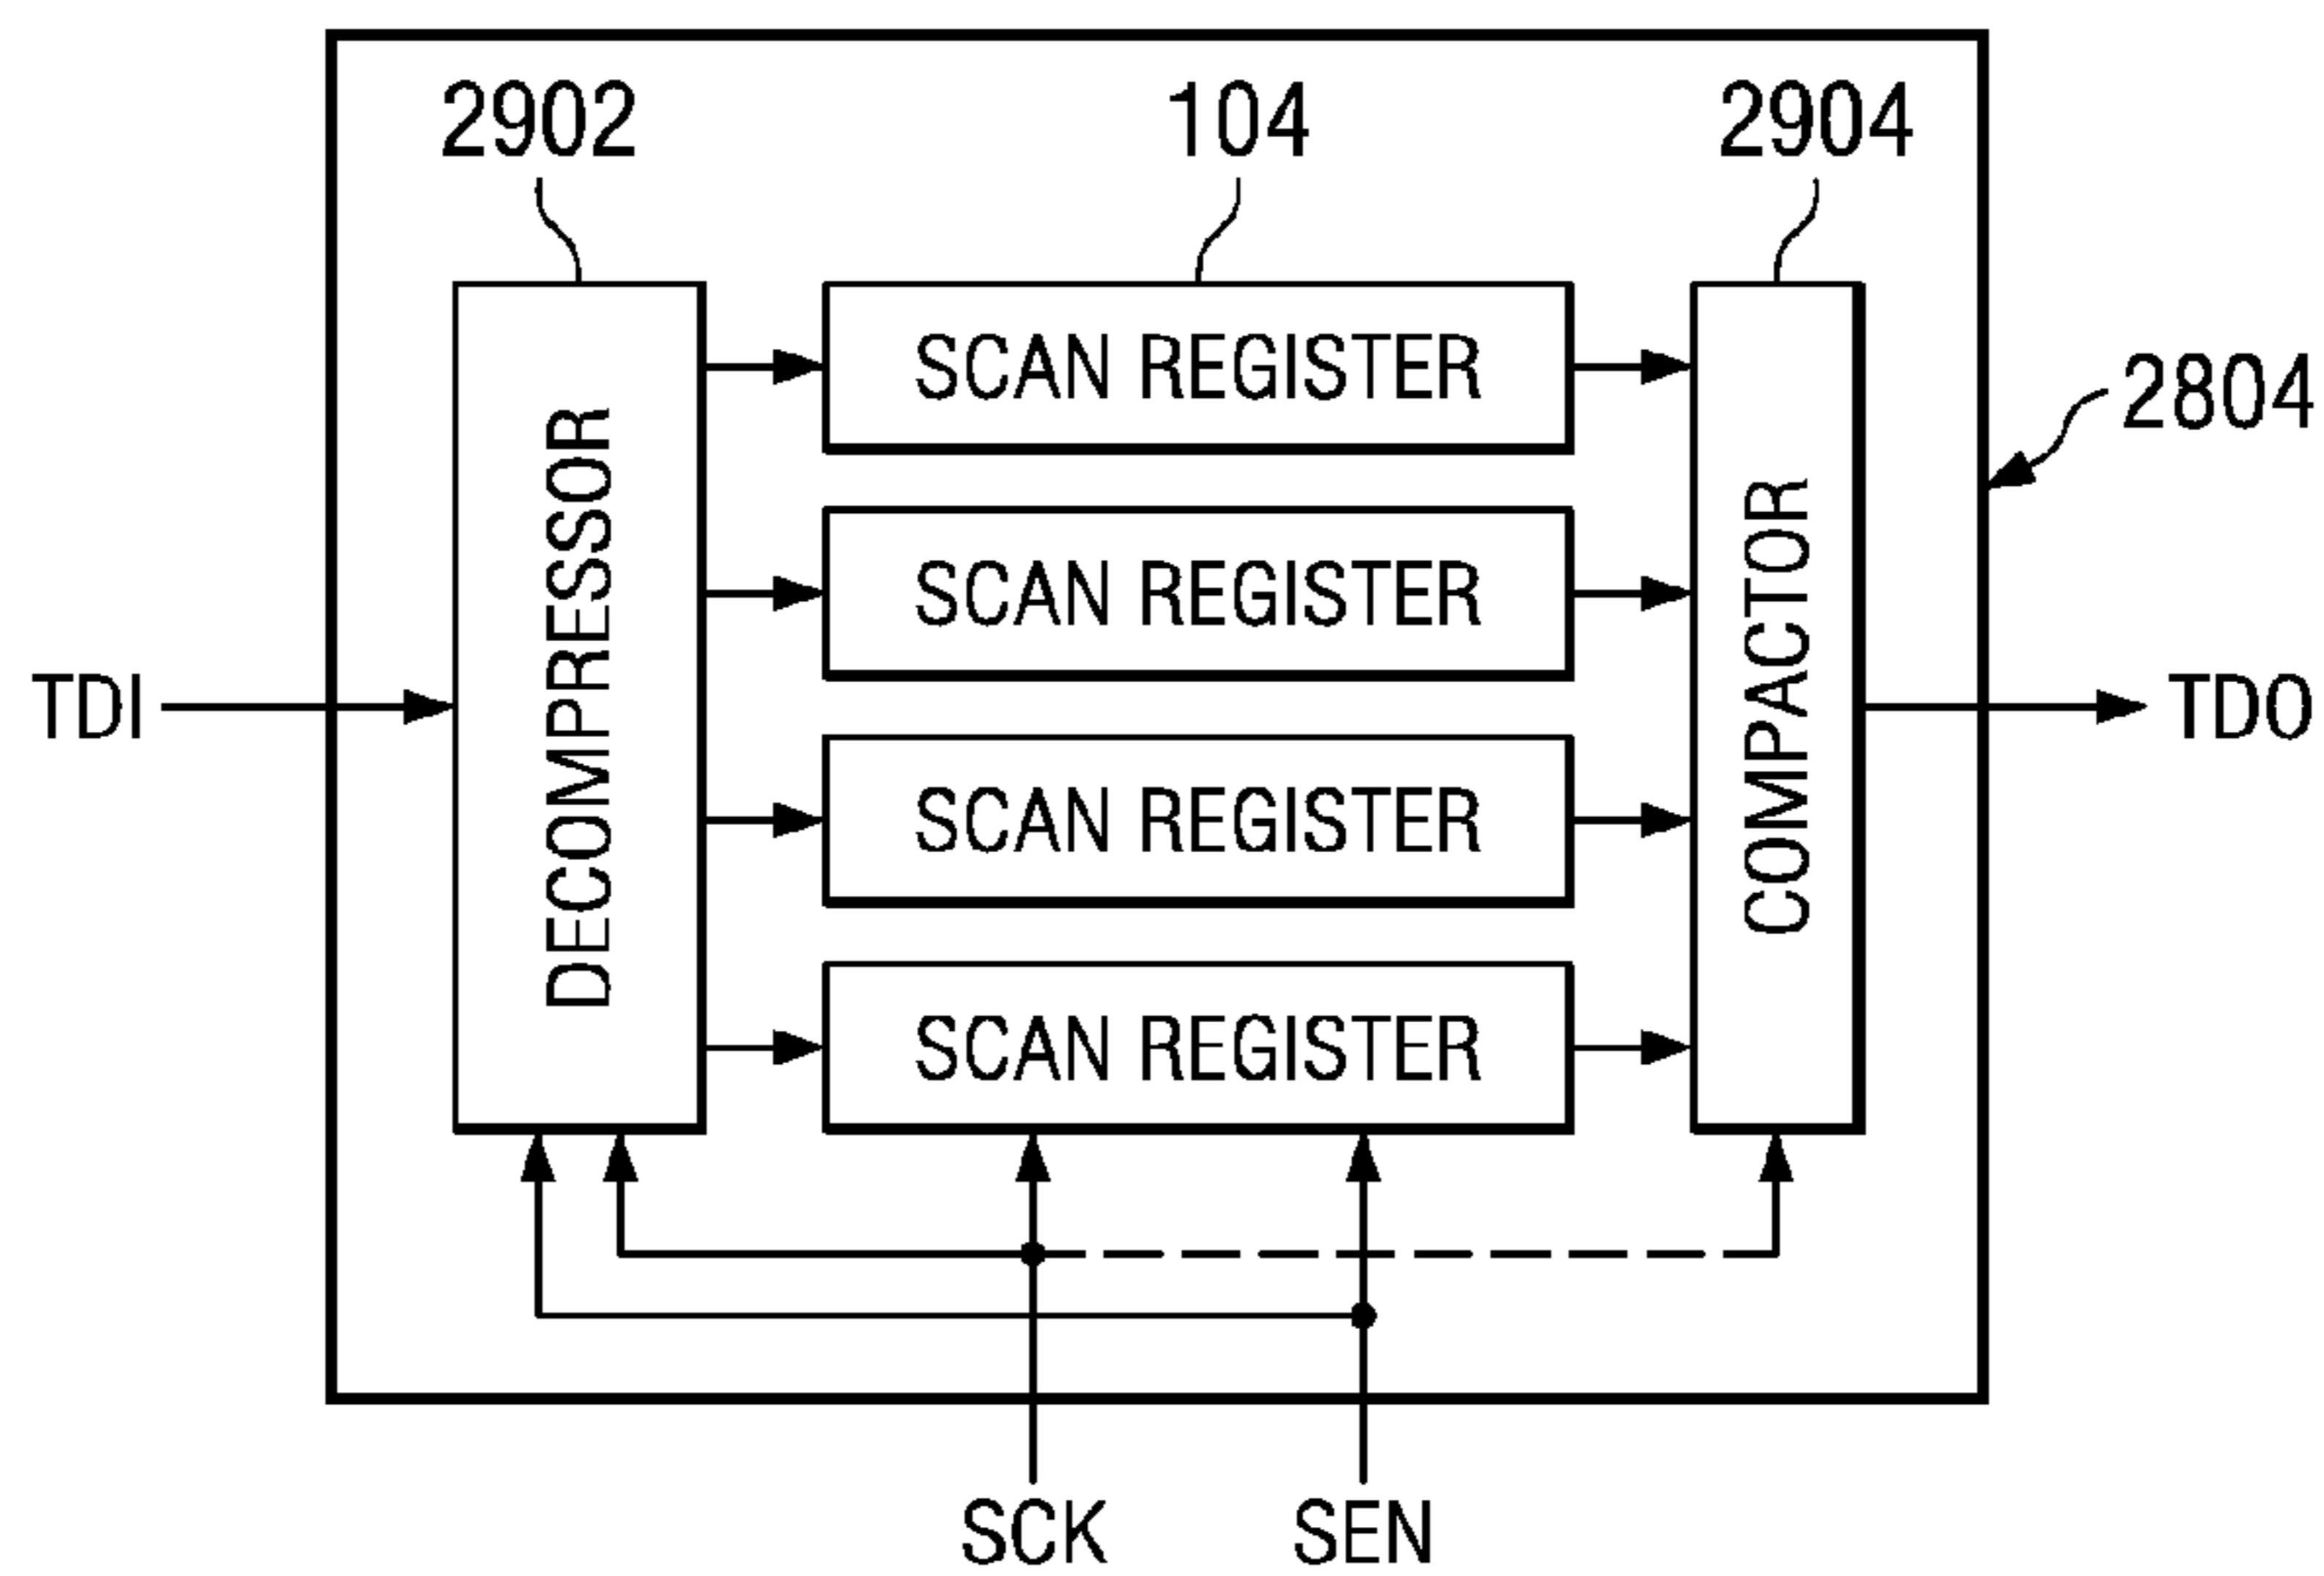 2902
104
2904
2804
SCAN REGISTER
SCAN REGISTER
SCAN REGISTER
SCAN REGISTER
DECOMPRESSOR
COMPACTOR
TDI
TDO
SCK
SEN